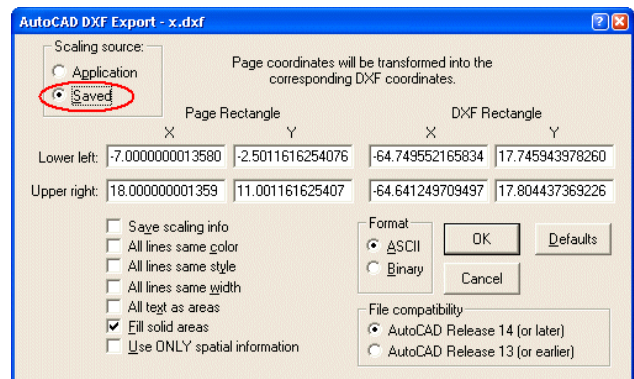 AutoCAD DXF Export - x.dxf
Scaling source:
Application
Saved
Page coordinates will be transformed into the
corresponding DXF coordinates.
Page Rectangle DXF Rectangle
X Y X Y
Lower left: -7.0000000013580 -2.5011616254076 -64.749552165834 17.745943978260
Upper right: 18.000000001359 11.001161625407 -64.641249709497 17.804437369226
Save scaling info
All lines same color
All lines same style
All lines same width
All text as areas
Fill solid areas
Use ONLY spatial information
Format
ASCII
Binary
OK
Cancel
Defaults
File compatibility
AutoCAD Release 14 (or later)
AutoCAD Release 13 (or earlier)